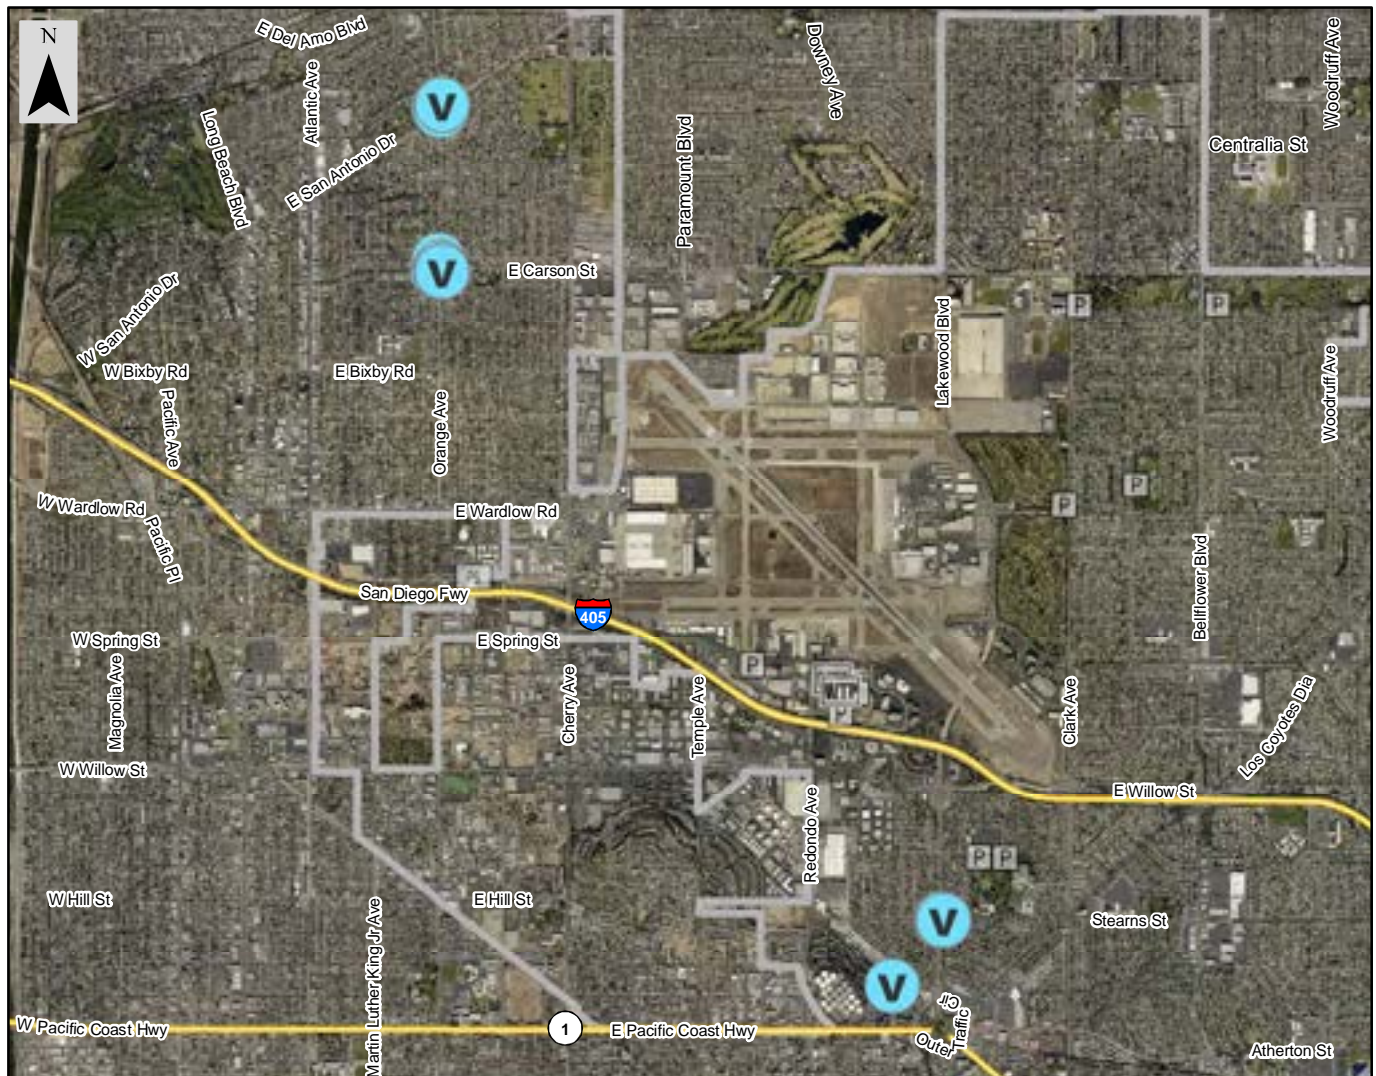 N
E Del Amo Blvd
Downey Ave
Woodruff Ave
Atlantic Ave
V
Long Beach Blvd
E San Antonio Dr
Paramount Blvd
Centralia St
V
E Carson St
W San Antonio Dr
Lakewood Blvd
P
P
W Bixby Rd
E Bixby Rd
Woodruff Ave
Pacific Ave
Orange Ave
P
P
W Wardlow Rd
E Wardlow Rd
Pacific Pl
San Diego Fwy
405
Bellflower Blvd
W Spring St
E Spring St
Magnolia Ave
Cherry Ave
Temple Ave
P
Clark Ave
Los Coyotes Dia
W Willow St
E Willow St
Redondo Ave
P P
W Hill St
E Hill St
V
Stearns St
Martin Luther King Jr Ave
V
W Pacific Coast Hwy
1
E Pacific Coast Hwy
Outer
Traffic
Cir
Atherton St